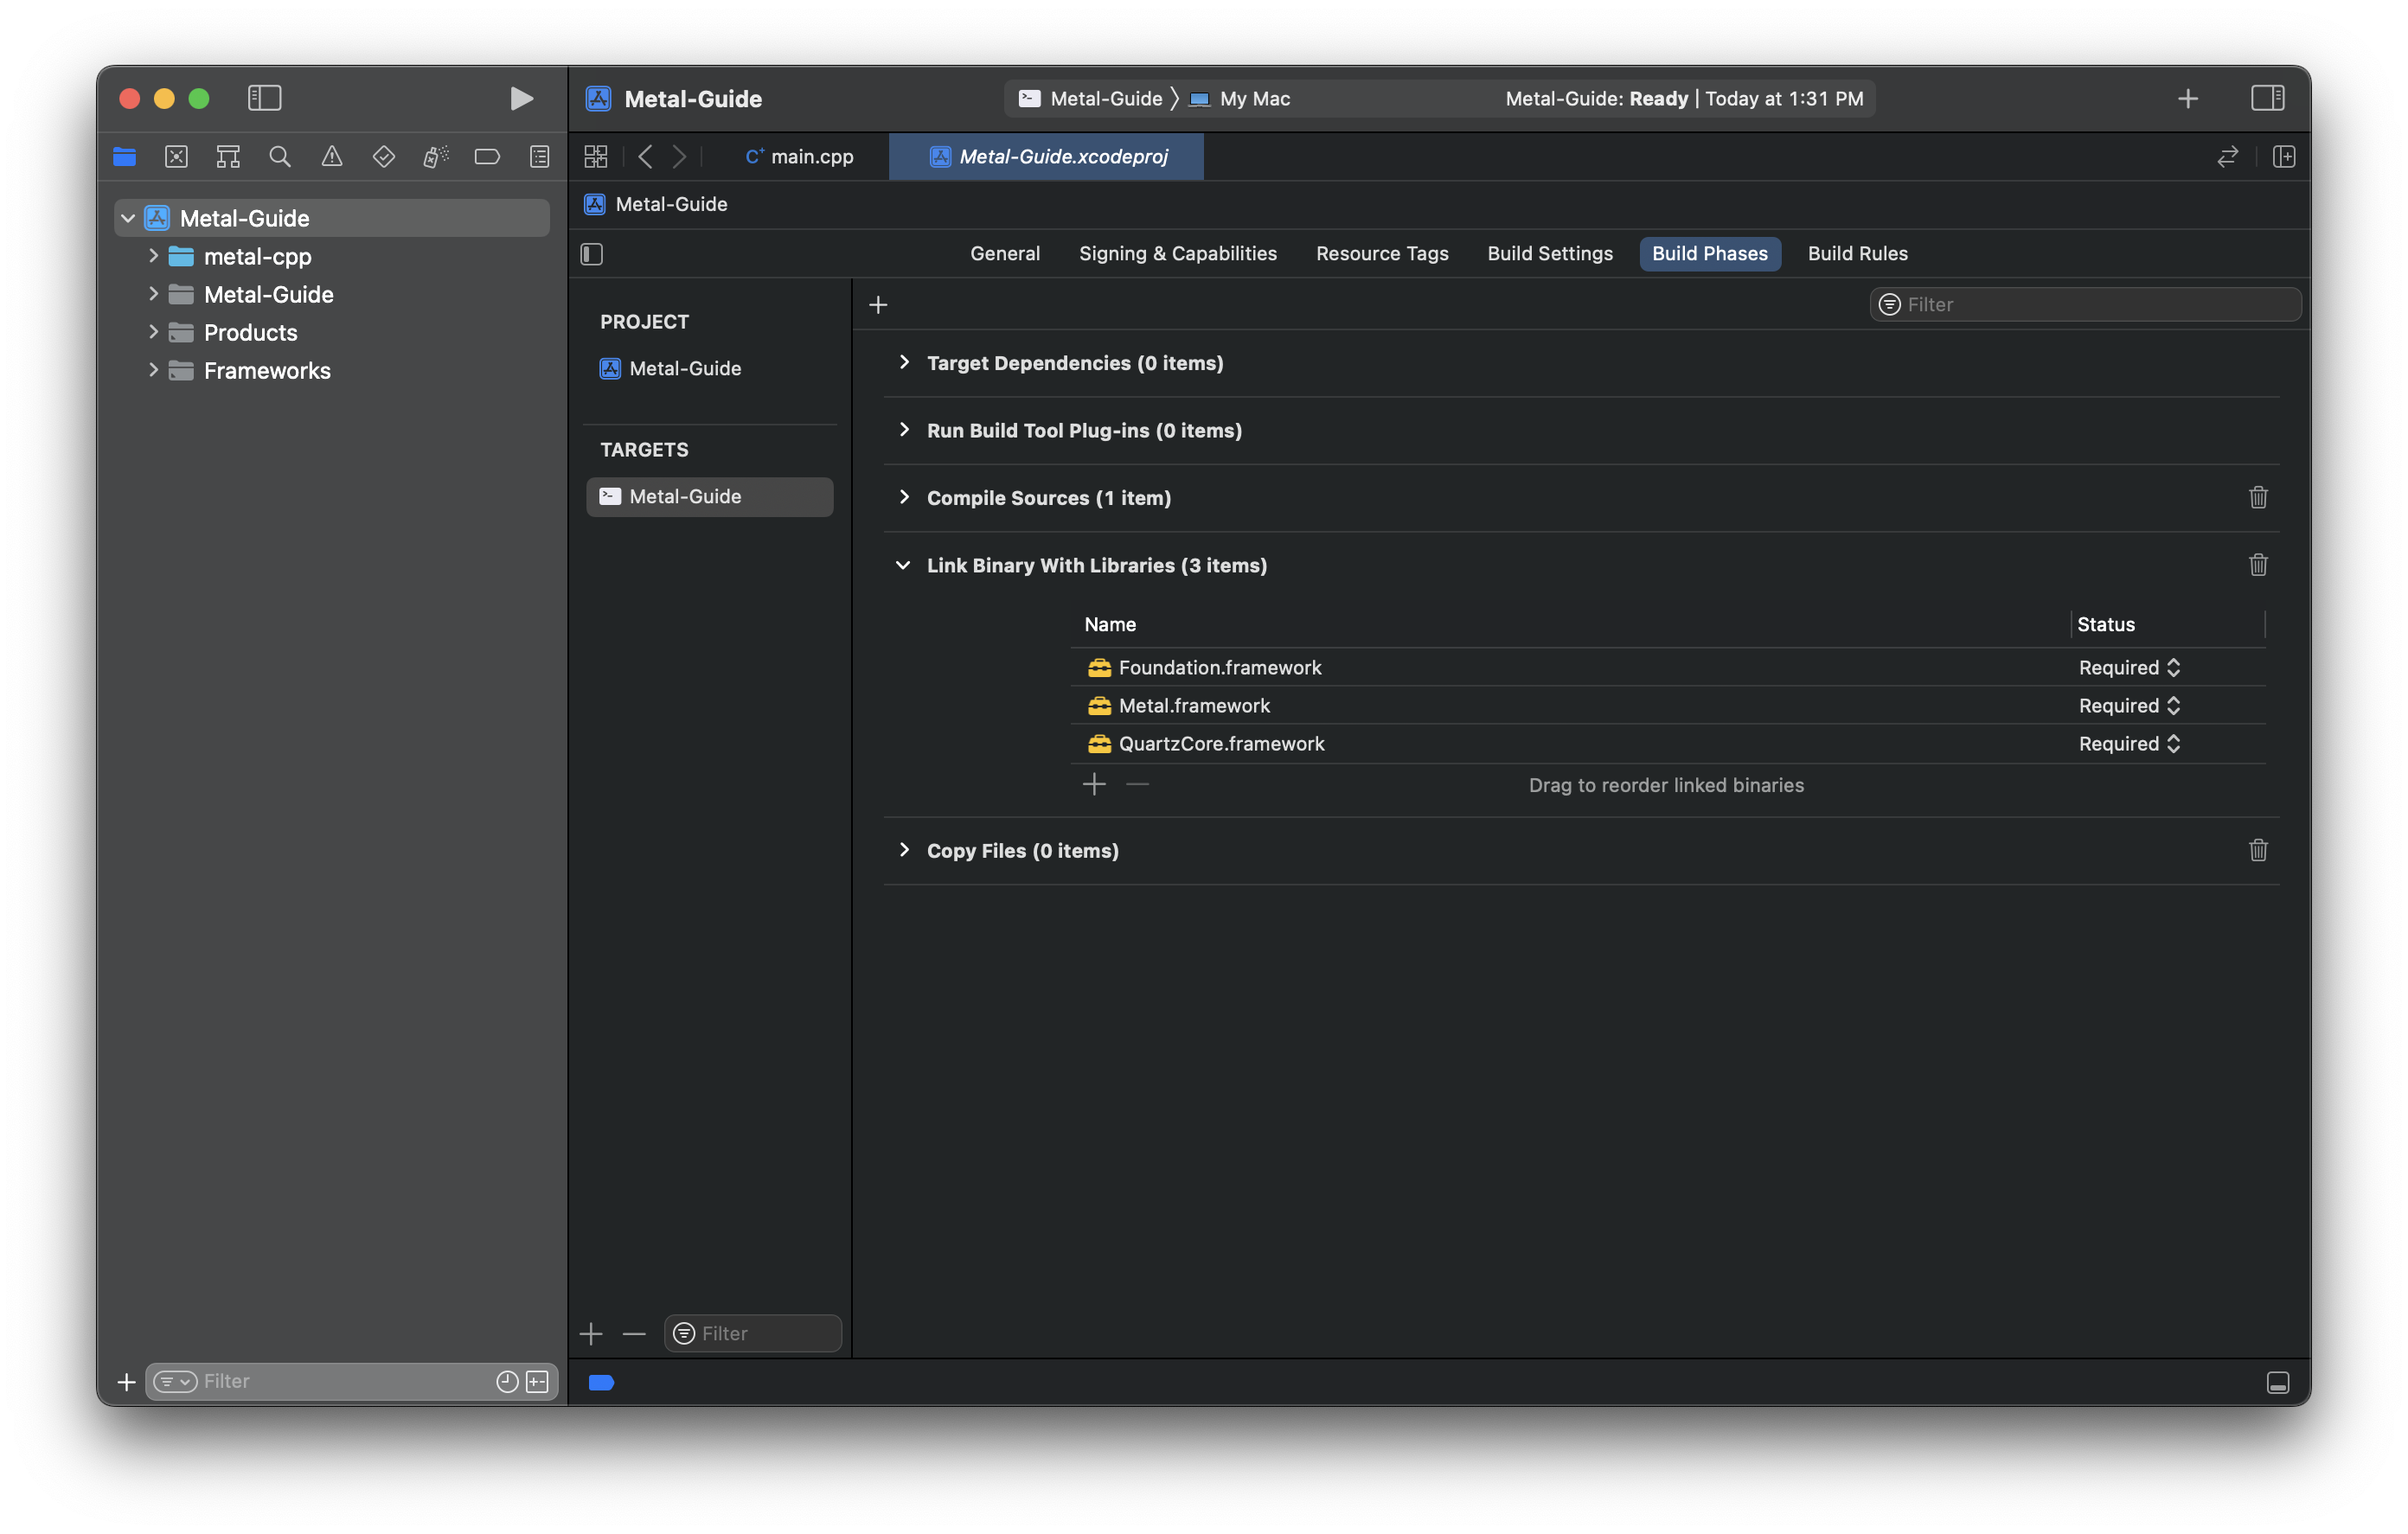 Metal-Guide
Metal-Guide
My Mac
Metal-Guide: Ready | Today at 1:31 PM
C+ main.cpp
Metal-Guide.xcodeproj
Metal-Guide
metal-cpp
Metal-Guide
Products
Frameworks
Metal-Guide
General
Signing & Capabilities
Resource Tags
Build Settings
Build Phases
Build Rules
PROJECT
Metal-Guide
TARGETS
Metal-Guide
Filter
Target Dependencies (0 items)
Run Build Tool Plug-ins (0 items)
Compile Sources (1 item)
Link Binary With Libraries (3 items)
Name
Status
Foundation.framework
Required
Metal.framework
Required
QuartzCore.framework
Required
Drag to reorder linked binaries
Copy Files (0 items)
Filter
Filter